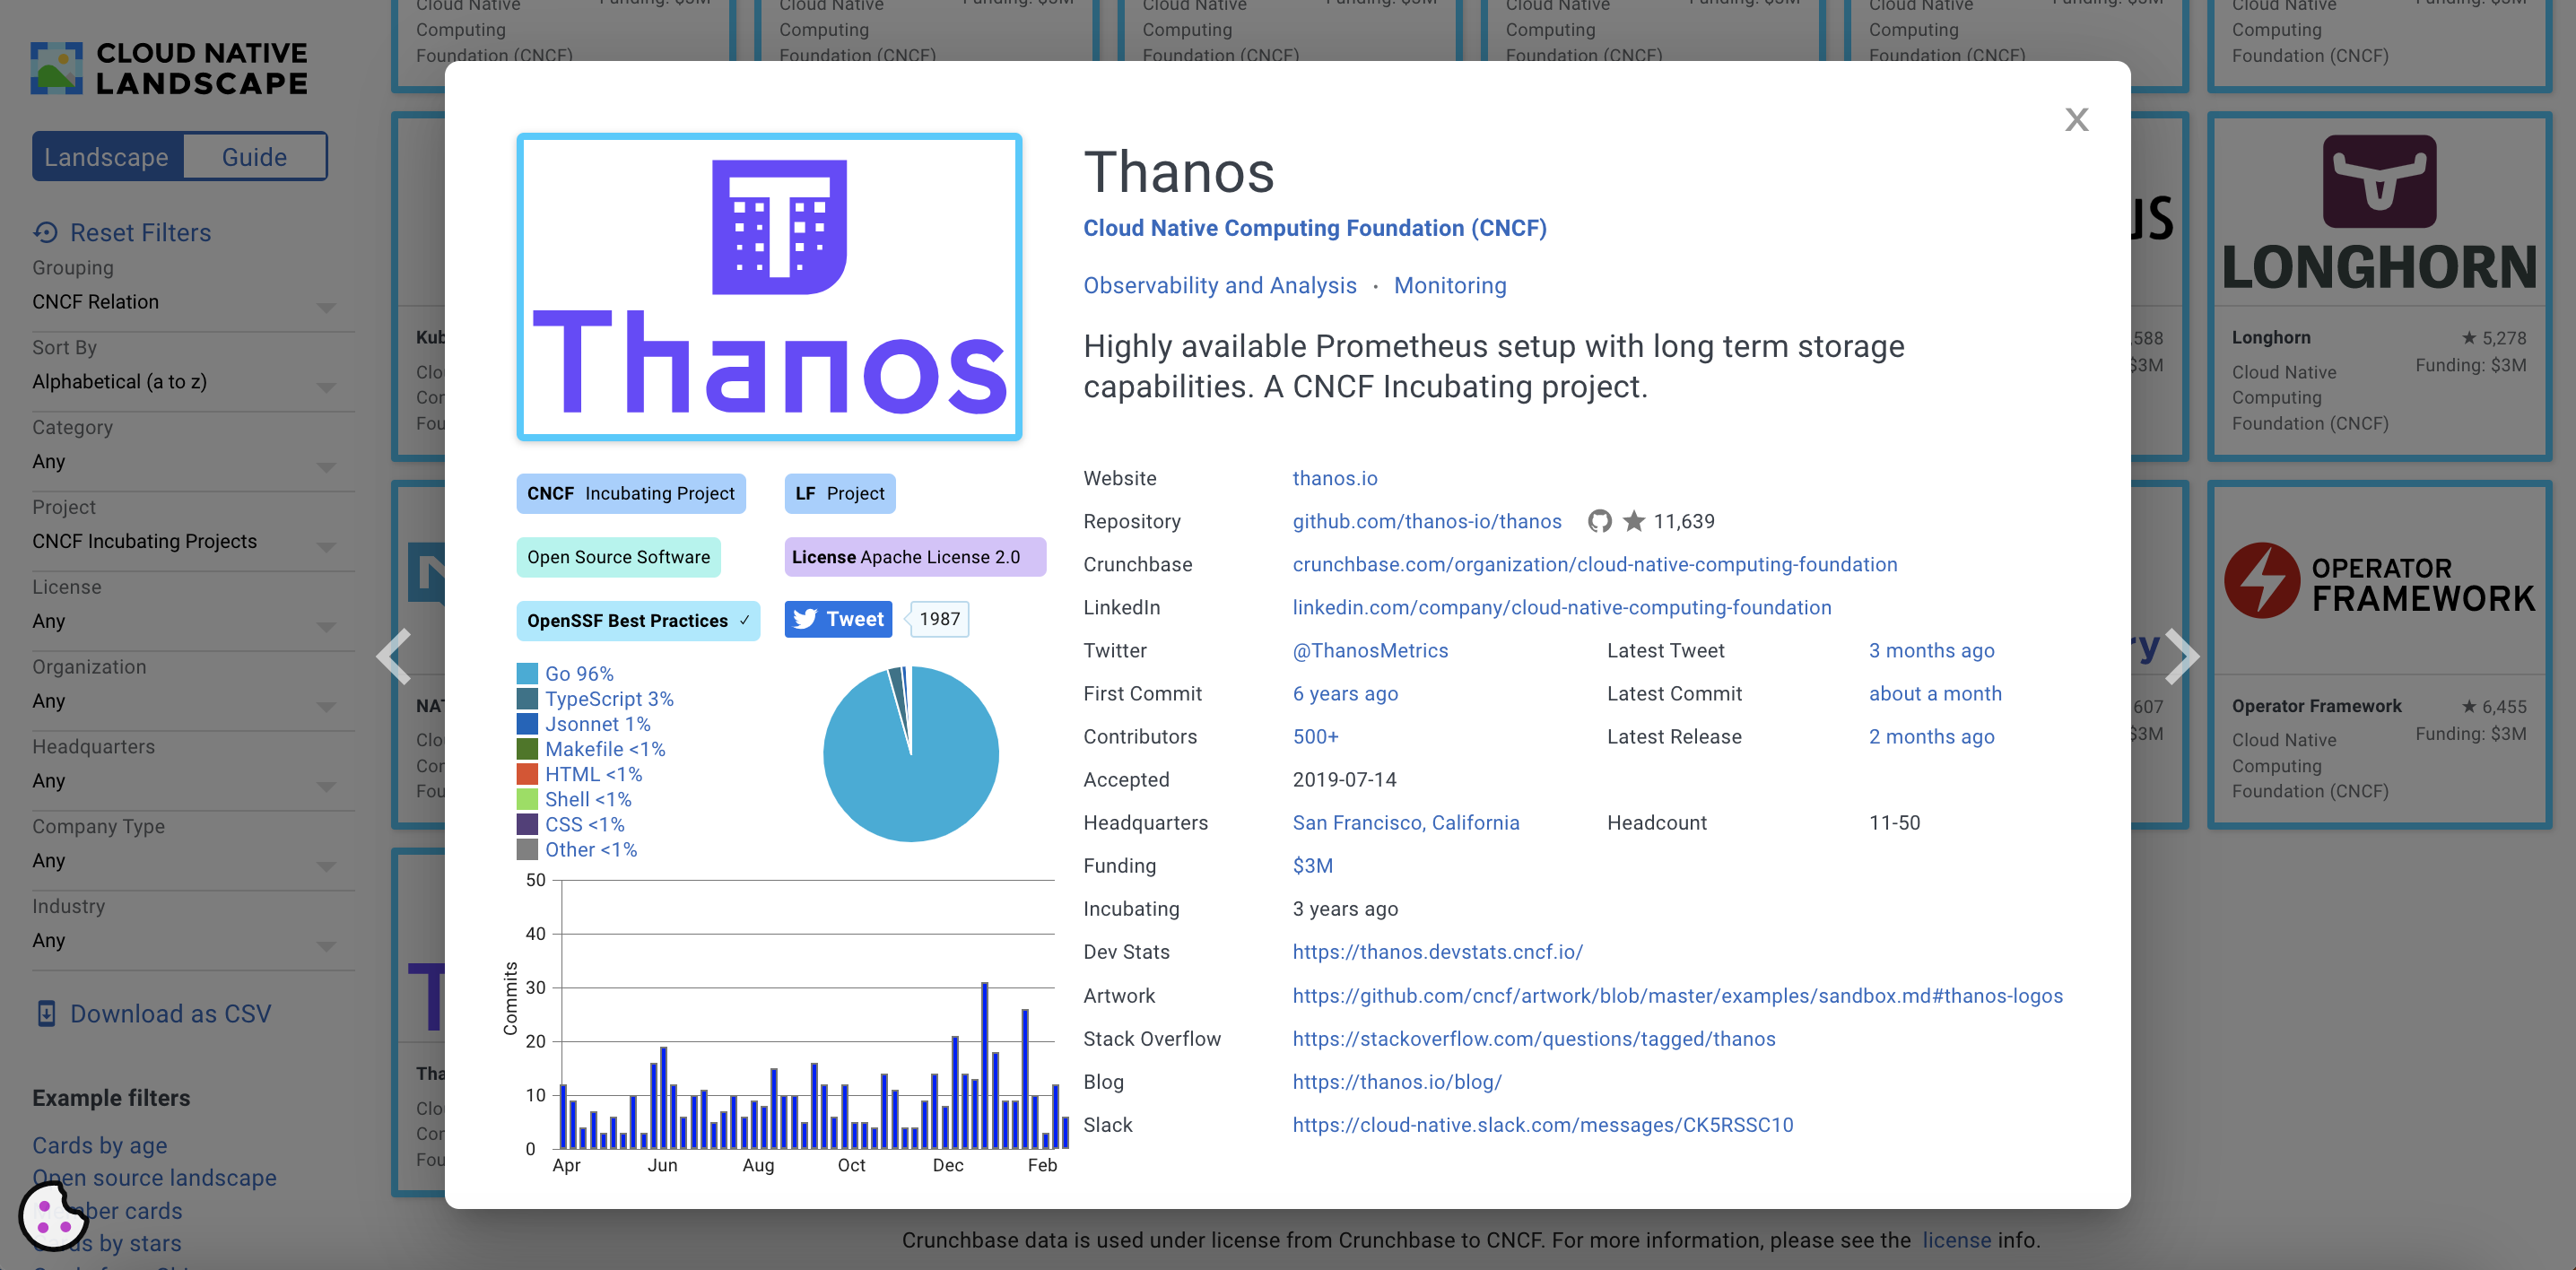 CLOUD NATIVE
LANDSCAPE
Landscape
Guide
Reset Filters
Grouping
CNCF Relation
Sort By
Alphabetical (a to z)
Category
Any
Project
CNCF Incubating Projects
License
Any
Organization
Any
Headquarters
Any
Company Type
Any
Industry
Any
Download as CSV
Example filters
Cards by age
Open source landscape
cards
by stars
Cloud Native
Computing
Foundation (CNCF)
Cloud Native
Computing
Foundation (CNCF)
Cloud Native
Computing
Foundation (CNCF)
Cloud Native
Computing
Foundation (CNCF)
Cloud Native
Computing
Foundation (CNCF)
Cloud Native
Computing
Foundation (CNCF)
Thanos
Thanos
Cloud Native Computing Foundation (CNCF)
Observability and Analysis · Monitoring
Highly available Prometheus setup with long term storage
capabilities. A CNCF Incubating project.
CNCF Incubating Project
LF Project
Open Source Software
License Apache License 2.0
OpenSSF Best Practices ✓
Tweet
1987
Go 96%
TypeScript 3%
Jsonnet 1%
Makefile <1%
HTML <1%
Shell <1%
CSS <1%
Other <1%
Commits
50
40
30
20
10
0
Apr Jun Aug Oct Dec Feb
Website thanos.io
Repository github.com/thanos-io/thanos ★ 11,639
Crunchbase crunchbase.com/organization/cloud-native-computing-foundation
LinkedIn linkedin.com/company/cloud-native-computing-foundation
Twitter @ThanosMetrics Latest Tweet 3 months ago
First Commit 6 years ago Latest Commit about a month
Contributors 500+ Latest Release 2 months ago
Accepted 2019-07-14
Headquarters San Francisco, California Headcount 11-50
Funding $3M
Incubating 3 years ago
Dev Stats https://thanos.devstats.cncf.io/
Artwork https://github.com/cncf/artwork/blob/master/examples/sandbox.md#thanos-logos
Stack Overflow https://stackoverflow.com/questions/tagged/thanos
Blog https://thanos.io/blog/
Slack https://cloud-native.slack.com/messages/CK5RSSC10
588
$3M
LONGHORN
Longhorn ★ 5,278
Cloud Native Funding: $3M
Computing
Foundation (CNCF)
607
$3M
OPERATOR
FRAMEWORK
Operator Framework ★ 6,455
Cloud Native Funding: $3M
Computing
Foundation (CNCF)
Crunchbase data is used under license from Crunchbase to CNCF. For more information, please see the license info.